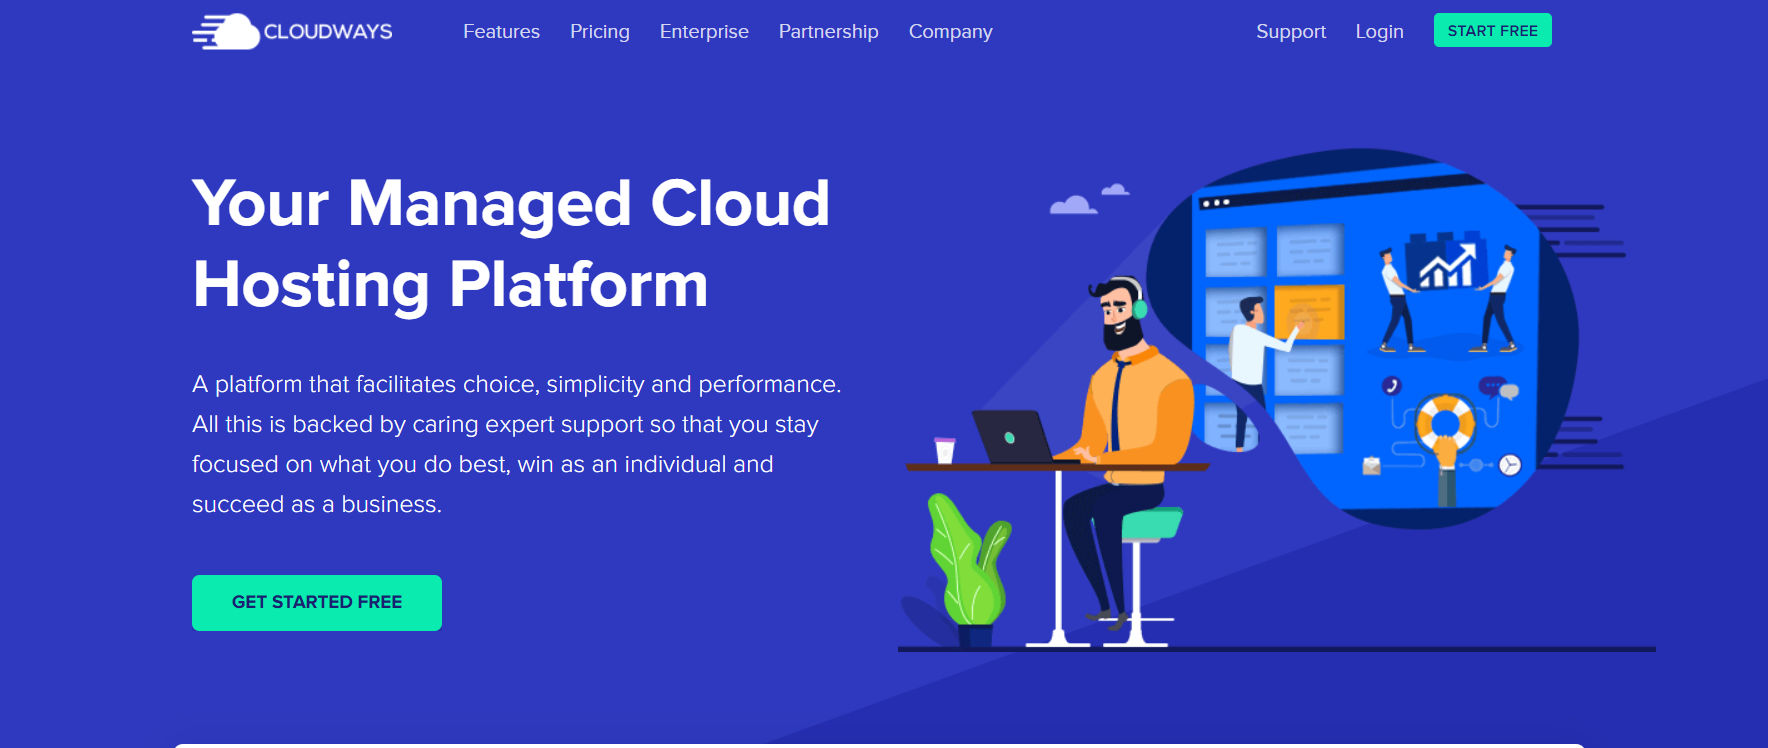 CLOUDWAYS
Features Pricing Enterprise Partnership Company
Support Login START FREE
Your Managed Cloud
Hosting Platform
A platform that facilitates choice, simplicity and performance.
All this is backed by caring expert support so that you stay
focused on what you do best, win as an individual and
succeed as a business.
GET STARTED FREE